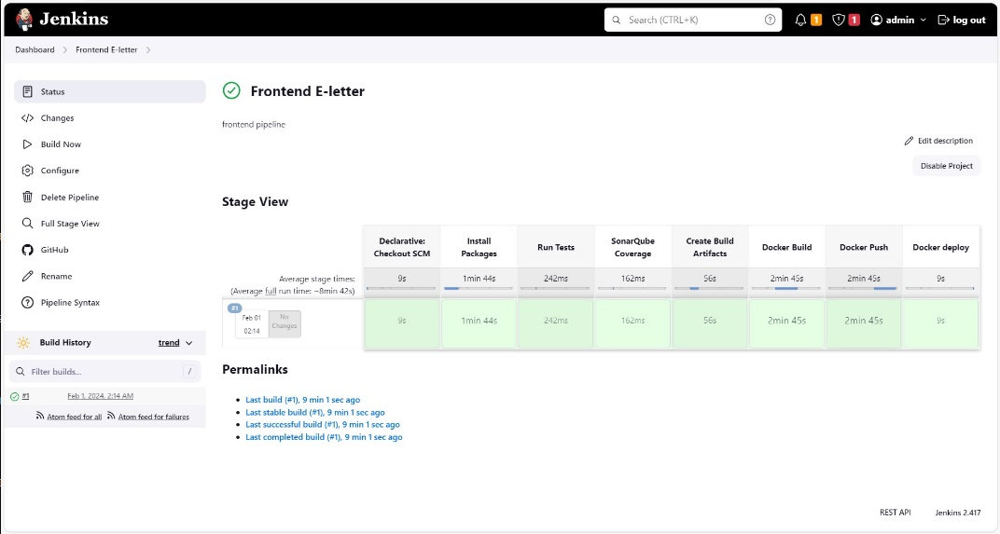 Jenkins
Search (CTRL+K)
?
1
1
admin
log out
Dashboard
Frontend E-letter
Status
Changes
Build Now
Configure
Delete Pipeline
Full Stage View
GitHub
Rename
Pipeline Syntax
Build History
trend
Filter builds...
/
#1
Feb 1, 2024, 2:14 AM
Atom feed for all
Atom feed for failures
Frontend E-letter
frontend pipeline
Edit description
Disable Project
Stage View
Declarative: Checkout SCM
Install Packages
Run Tests
SonarQube Coverage
Create Build Artifacts
Docker Build
Docker Push
Docker deploy
Average stage times:
(Average full run time: ~8min 42s)
9s
1min 44s
242ms
162ms
56s
2min 45s
2min 45s
9s
#1
Feb 01
02:14
No Changes
9s
1min 44s
242ms
162ms
56s
2min 45s
2min 45s
9s
Permalinks
Last build (#1), 9 min 1 sec ago
Last stable build (#1), 9 min 1 sec ago
Last successful build (#1), 9 min 1 sec ago
Last completed build (#1), 9 min 1 sec ago
REST API
Jenkins 2.417